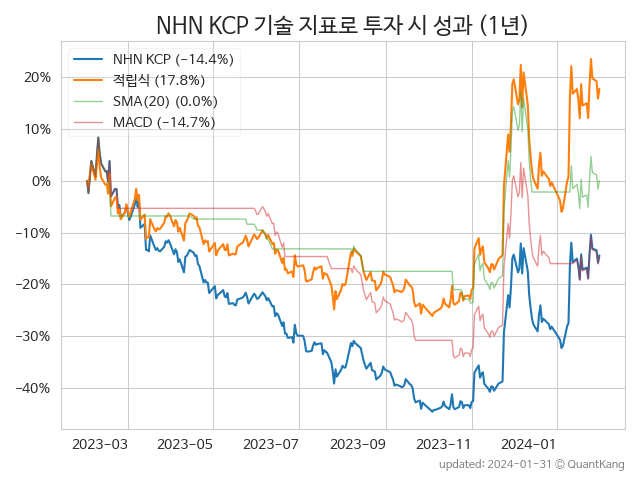 NHN KCP 기술 지표로 투자 시 성과 (1년)
NHN KCP (−14.4%)
적립식 (17.8%)
SMA(20) (0.0%)
MACD (−14.7%)
20%
10%
0%
−10%
−20%
−30%
−40%
2023-03 2023-05 2023-07 2023-09 2023-11 2024-01
updated: 2024-01-31 © QuantKang